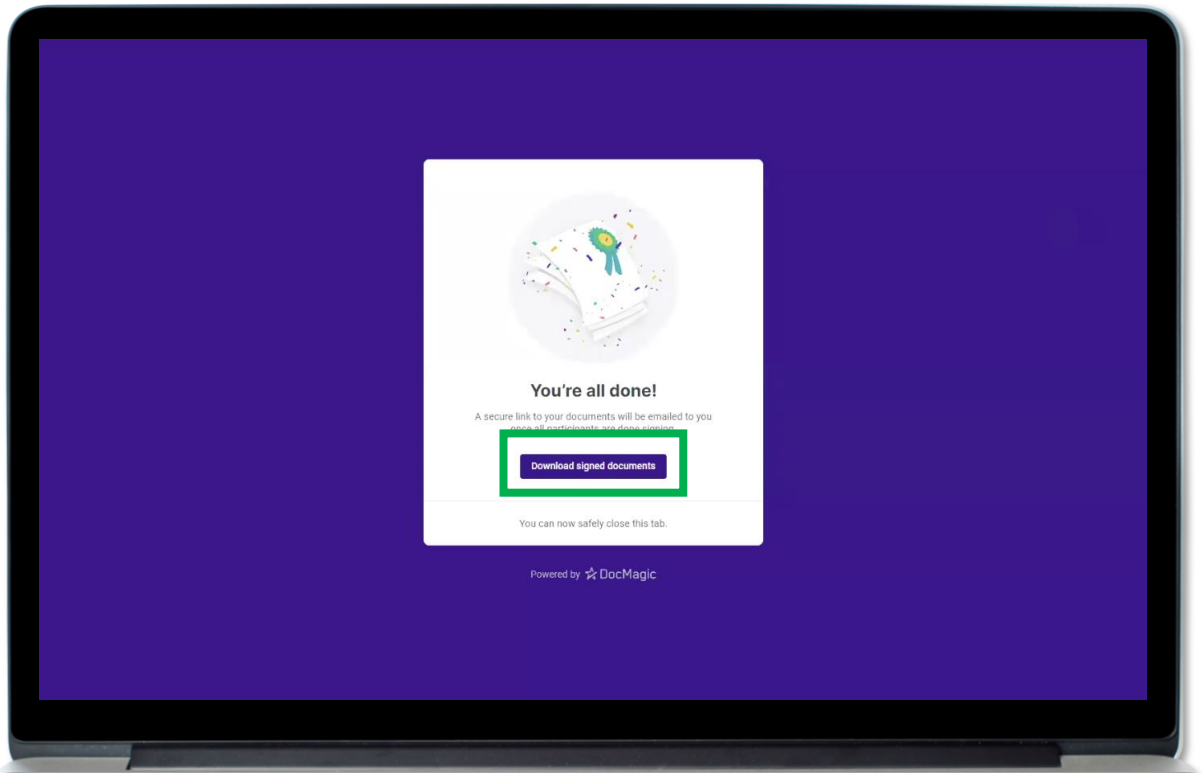 You're all done!
A secure link to your documents will be emailed to you
once all participants are done signing.
Download signed documents
You can now safely close this tab.
Powered by DocMagic